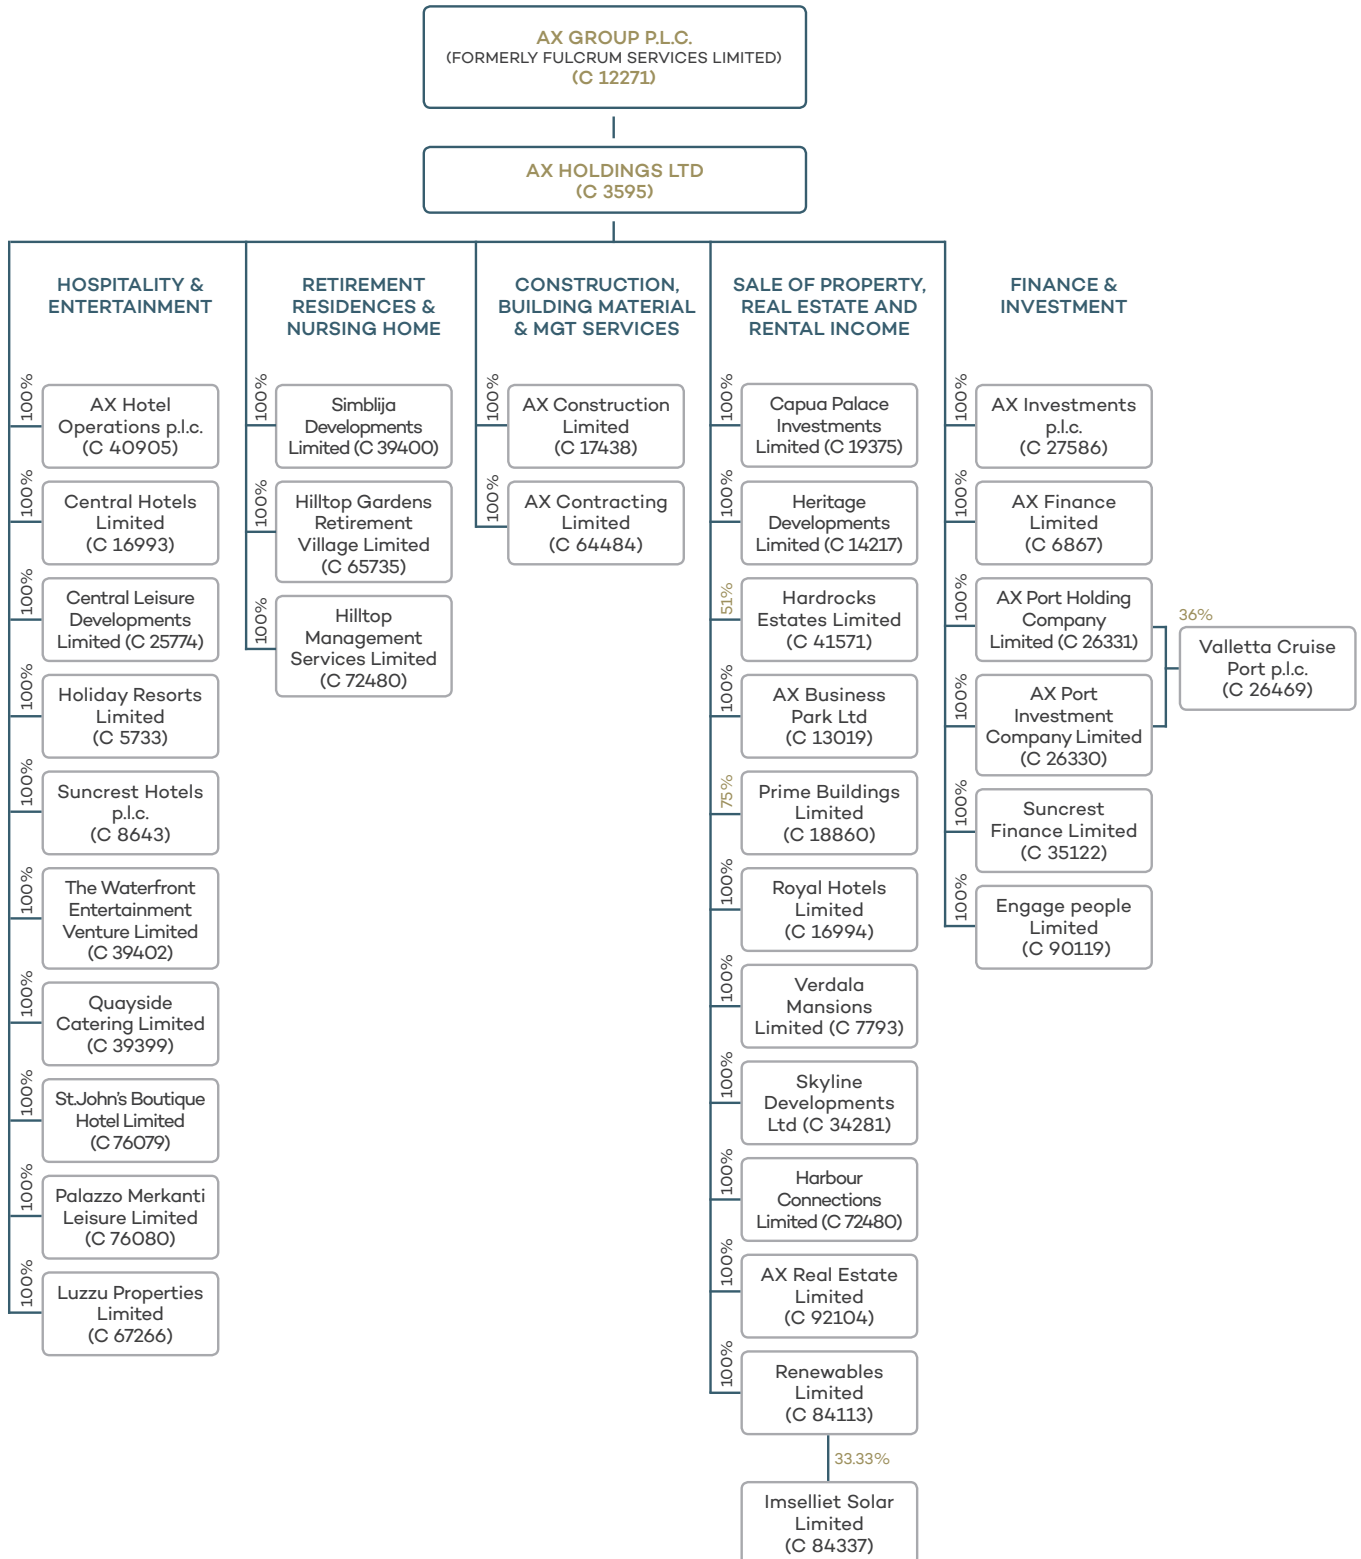 AX GROUP P.L.C.
(FORMERLY FULCRUM SERVICES LIMITED)
(C 12271)
AX HOLDINGS LTD
(C 3595)
HOSPITALITY &
ENTERTAINMENT
100%
AX Hotel
Operations p.l.c.
(C 40905)
100%
Central Hotels
Limited
(C 16993)
100%
Central Leisure
Developments
Limited (C 25774)
100%
Holiday Resorts
Limited
(C 5733)
100%
Suncrest Hotels
p.l.c.
(C 8643)
100%
The Waterfront
Entertainment
Venture Limited
(C 39402)
100%
Quayside
Catering Limited
(C 39399)
100%
St.John's Boutique
Hotel Limited
(C 76079)
100%
Palazzo Merkanti
Leisure Limited
(C 76080)
100%
Luzzu Properties
Limited
(C 67266)
RETIREMENT
RESIDENCES &
NURSING HOME
100%
Simblija
Developments
Limited (C 39400)
100%
Hilltop Gardens
Retirement
Village Limited
(C 65735)
100%
Hilltop
Management
Services Limited
(C 72480)
CONSTRUCTION,
BUILDING MATERIAL
& MGT SERVICES
100%
AX Construction
Limited
(C 17438)
100%
AX Contracting
Limited
(C 64484)
SALE OF PROPERTY,
REAL ESTATE AND
RENTAL INCOME
100%
Capua Palace
Investments
Limited (C 19375)
100%
Heritage
Developments
Limited (C 14217)
51%
Hardrocks
Estates Limited
(C 41571)
100%
AX Business
Park Ltd
(C 13019)
75%
Prime Buildings
Limited
(C 18860)
100%
Royal Hotels
Limited
(C 16994)
100%
Verdala
Mansions
Limited (C 7793)
100%
Skyline
Developments
Ltd (C 34281)
100%
Harbour
Connections
Limited (C 72480)
100%
AX Real Estate
Limited
(C 92104)
100%
Renewables
Limited
(C 84113)
33.33%
Imselliet Solar
Limited
(C 84337)
FINANCE &
INVESTMENT
100%
AX Investments
p.l.c.
(C 27586)
100%
AX Finance
Limited
(C 6867)
100%
AX Port Holding
Company
Limited (C 26331)
100%
AX Port
Investment
Company Limited
(C 26330)
36%
Valletta Cruise
Port p.l.c.
(C 26469)
100%
Suncrest
Finance Limited
(C 35122)
100%
Engage people
Limited
(C 90119)